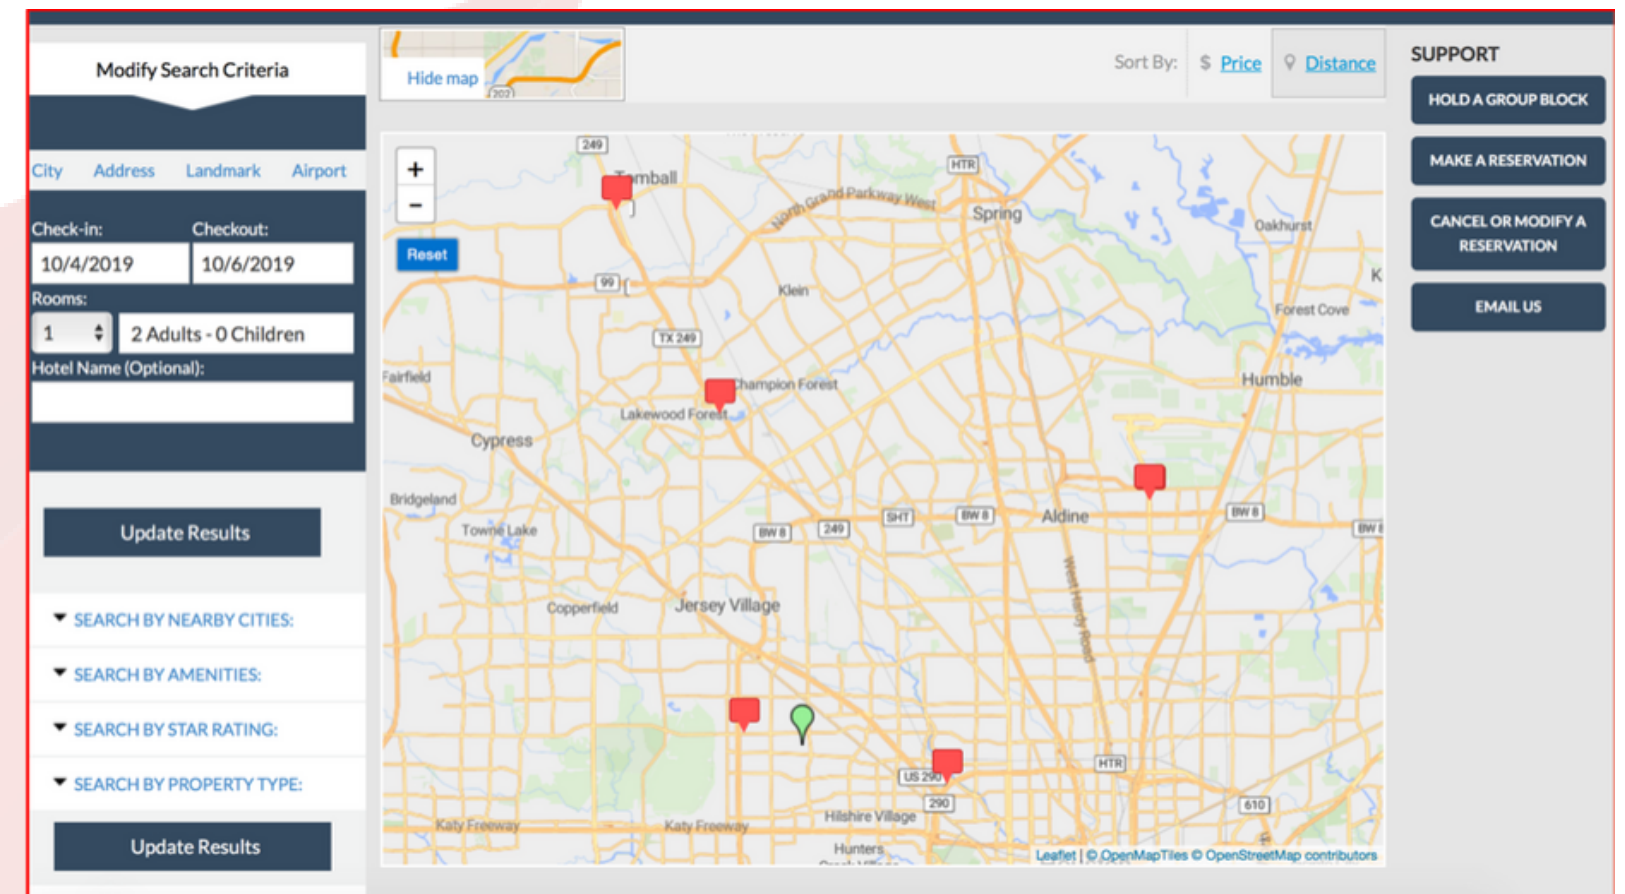 Modify Search Criteria
City Address Landmark Airport
Check-in: Checkout:
10/4/2019 10/6/2019
Rooms:
1 2 Adults - 0 Children
Hotel Name (Optional):
Update Results
SEARCH BY NEARBY CITIES:
SEARCH BY AMENITIES:
SEARCH BY STAR RATING:
SEARCH BY PROPERTY TYPE:
Update Results
Hide map
202
Sort By: $ Price Distance
+
−
Reset
249
Tomball
HTR
North Grand Parkway West
Spring
Oakhurst
K
99
Klein
Forest Cove
TX 249
Fairfield
Champion Forest
Humble
Lakewood Forest
Cypress
Bridgeland
Towne Lake
BW 8
249
SHT
BW 8
Aldine
BW 8
BW 8
West Hardy Road
Copperfield
Jersey Village
US 290
HTR
290
610
Hilshire Village
Katy Freeway
Katy Freeway
Hunters
Leaflet | © OpenMapTiles © OpenStreetMap contributors
SUPPORT
HOLD A GROUP BLOCK
MAKE A RESERVATION
CANCEL OR MODIFY A
RESERVATION
EMAIL US